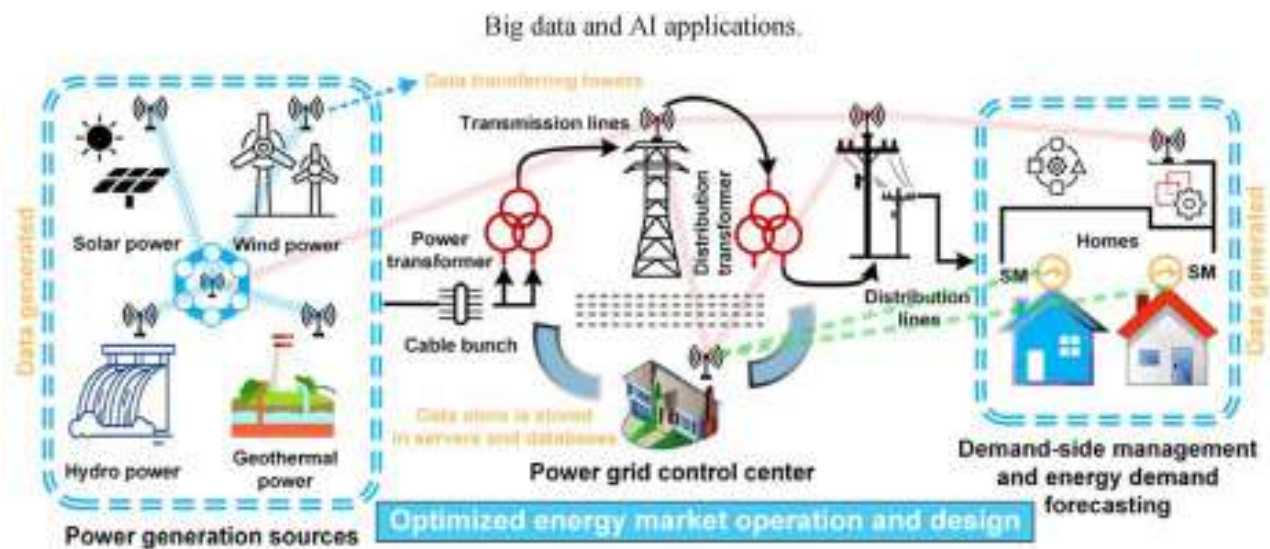 Big data and AI applications.
Data transferring towers
Transmission lines
Data generated
Solar power
Wind power
Power
transformer
Distribution
transformer
Homes
SM
SM
Data generated
Cable bunch
Distribution
lines
Hydro power
Geothermal
power
Data store is stored
in servers and databases
Power grid control center
Demand-side management
and energy demand
forecasting
Power generation sources
Optimized energy market operation and design